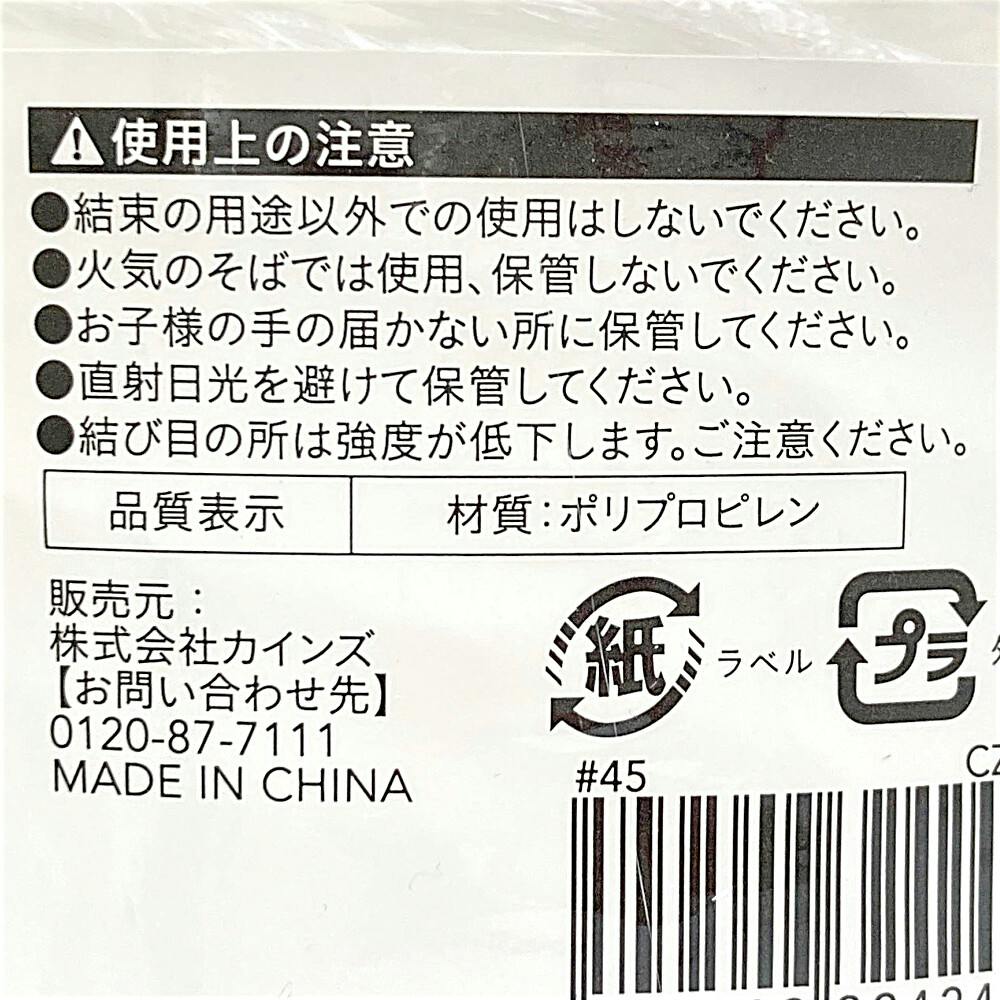 使用上の注意
●結束の用途以外での使用はしないでください。
●火気のそばでは使用、保管しないでください。
●お子様の手の届かない所に保管してください。
●直射日光を避けて保管してください。
●結び目の所は強度が低下します。ご注意ください。
品質表示 材質：ポリプロピレン
販売元：
株式会社カインズ
【お問い合わせ先】
0120-87-7111
MADE IN CHINA
紙 ラベル プラ
#45 CZ